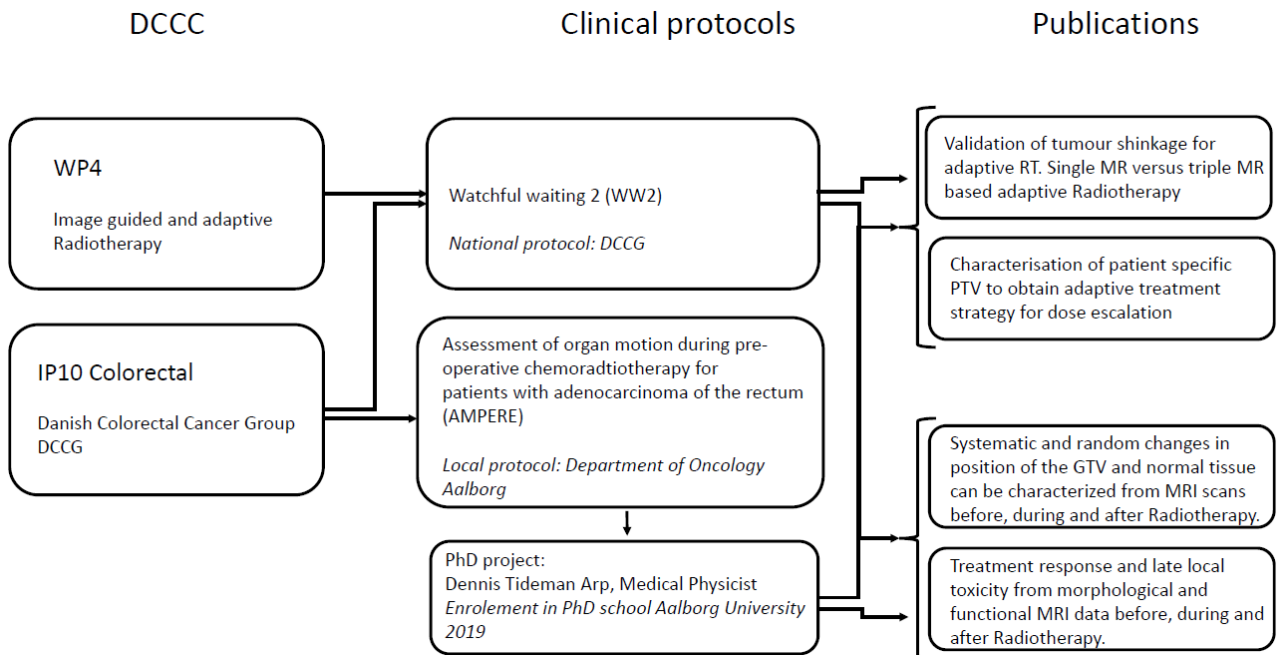 DCCC
Clinical protocols
Publications
WP4
Image guided and adaptive
Radiotherapy
IP10 Colorectal
Danish Colorectal Cancer Group
DCCG
Watchful waiting 2 (WW2)
National protocol: DCCG
Assessment of organ motion during pre-
operative chemoradtiotherapy for
patients with adenocarcinoma of the rectum
(AMPERE)
Local protocol: Department of Oncology
Aalborg
PhD project:
Dennis Tideman Arp, Medical Physicist
Enrolement in PhD school Aalborg University
2019
Validation of tumour shinkage for
adaptive RT. Single MR versus triple MR
based adaptive Radiotherapy
Characterisation of patient specific
PTV to obtain adaptive treatment
strategy for dose escalation
Systematic and random changes in
position of the GTV and normal tissue
can be characterized from MRI scans
before, during and after Radiotherapy.
Treatment response and late local
toxicity from morphological and
functional MRI data before, during and
after Radiotherapy.